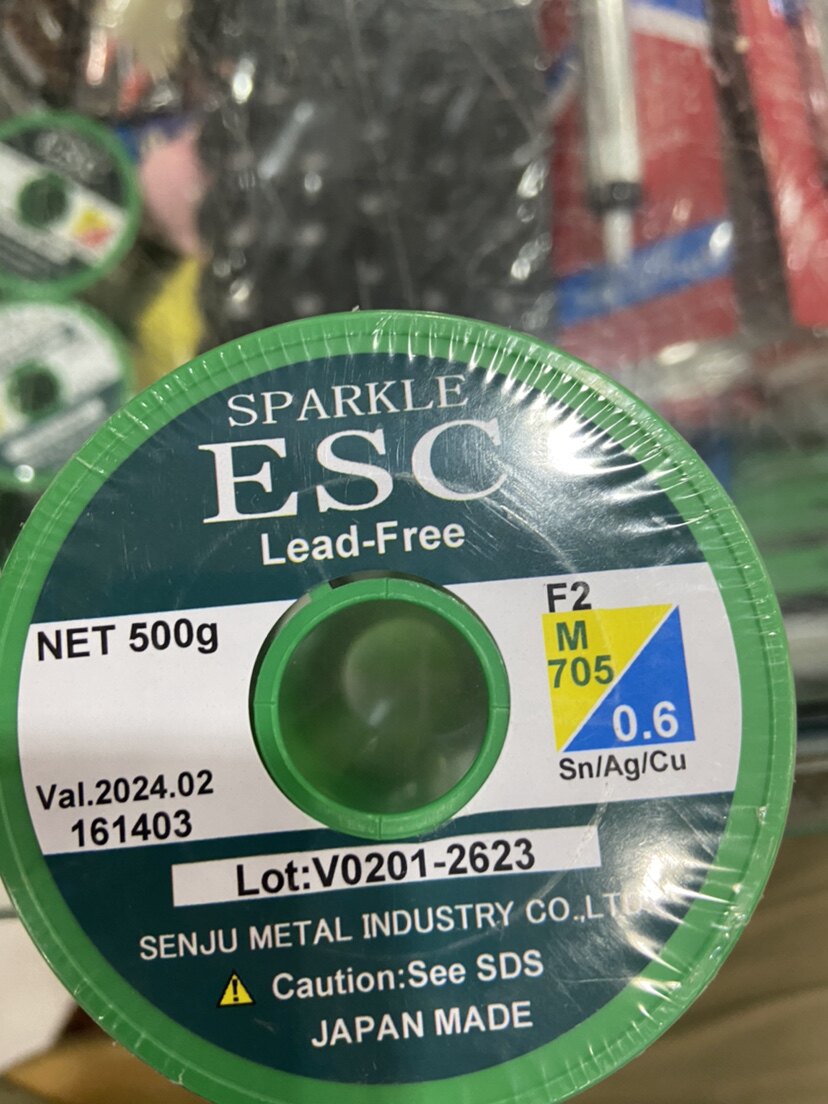 SPARKLE
ESC
Lead-Free
NET 500g
F2
M
705
0.6
Sn/Ag/Cu
Val.2024.02
161403
Lot:V0201-2623
SENJU METAL INDUSTRY CO.,LTD
Caution:See SDS
JAPAN MADE